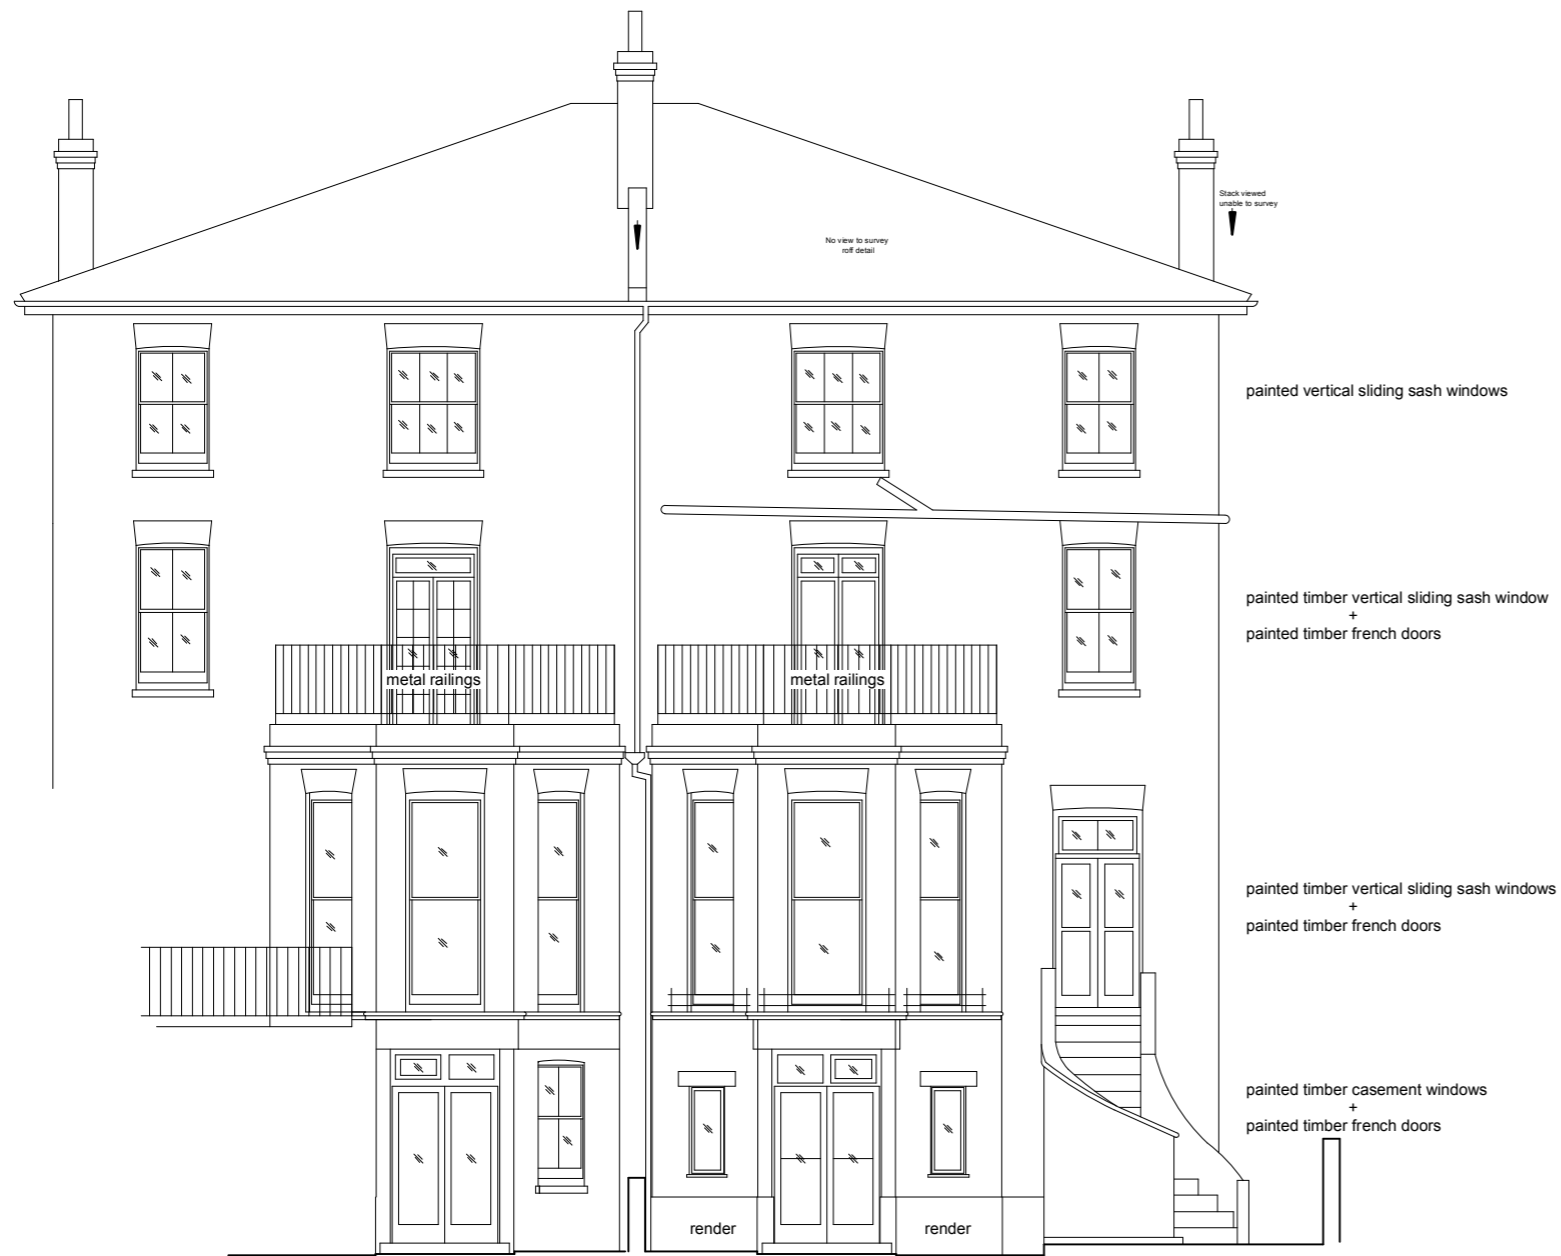 Stack viewed
unable to survey
No view to survey
roff detail
painted vertical sliding sash windows
painted timber vertical sliding sash window
+
painted timber french doors
metal railings
metal railings
painted timber vertical sliding sash windows
+
painted timber french doors
painted timber casement windows
+
painted timber french doors
render
render